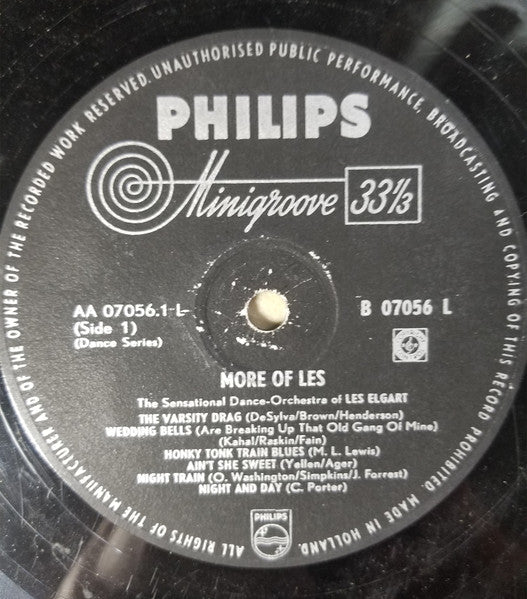 ALL RIGHTS OF THE MANUFACTURER AND OF THE OWNER OF THE RECORDED WORK RESERVED. UNAUTHORISED PUBLIC PERFORMANCE, BROADCASTING AND COPYING OF THIS RECORD PROHIBITED. MADE IN HOLLAND.
PHILIPS
Minigroove 33⅓
AA 07056.1 L
B 07056 L
(Side 1)
(Dance Series)
MORE OF LES
The Sensational Dance-Orchestra of LES ELGART
THE VARSITY DRAG (DeSylva/Brown/Henderson)
WEDDING BELLS (Are Breaking Up That Old Gang Of Mine)
(Kahal/Raskin/Fain)
HONKY TONK TRAIN BLUES (M. L. Lewis)
AIN'T SHE SWEET (Yellen/Ager)
NIGHT TRAIN (O. Washington/Simpkins/J. Forrest)
NIGHT AND DAY (C. Porter)
PHILIPS